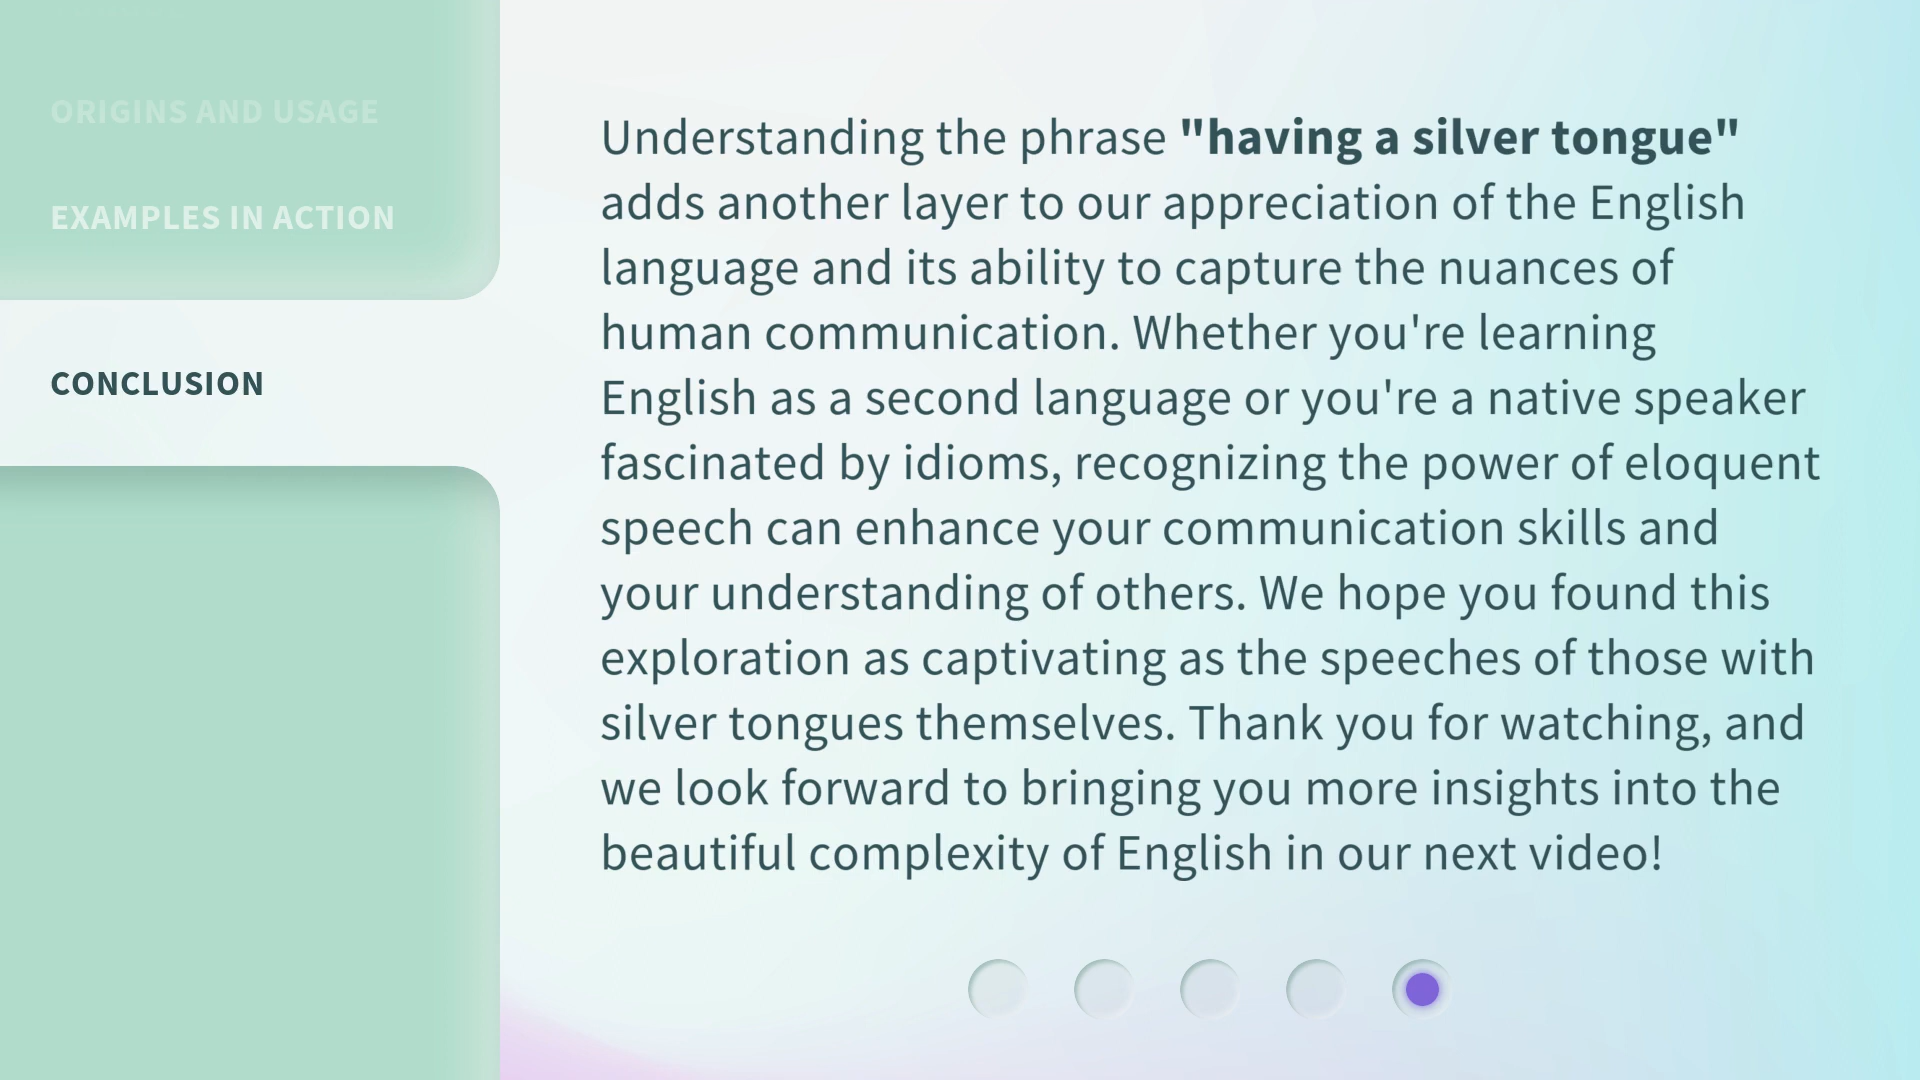 ORIGINS AND USAGE
EXAMPLES IN ACTION
CONCLUSION
Understanding the phrase "having a silver tongue"
adds another layer to our appreciation of the English
language and its ability to capture the nuances of
human communication. Whether you're learning
English as a second language or you're a native speaker
fascinated by idioms, recognizing the power of eloquent
speech can enhance your communication skills and
your understanding of others. We hope you found this
exploration as captivating as the speeches of those with
silver tongues themselves. Thank you for watching, and
we look forward to bringing you more insights into the
beautiful complexity of English in our next video!